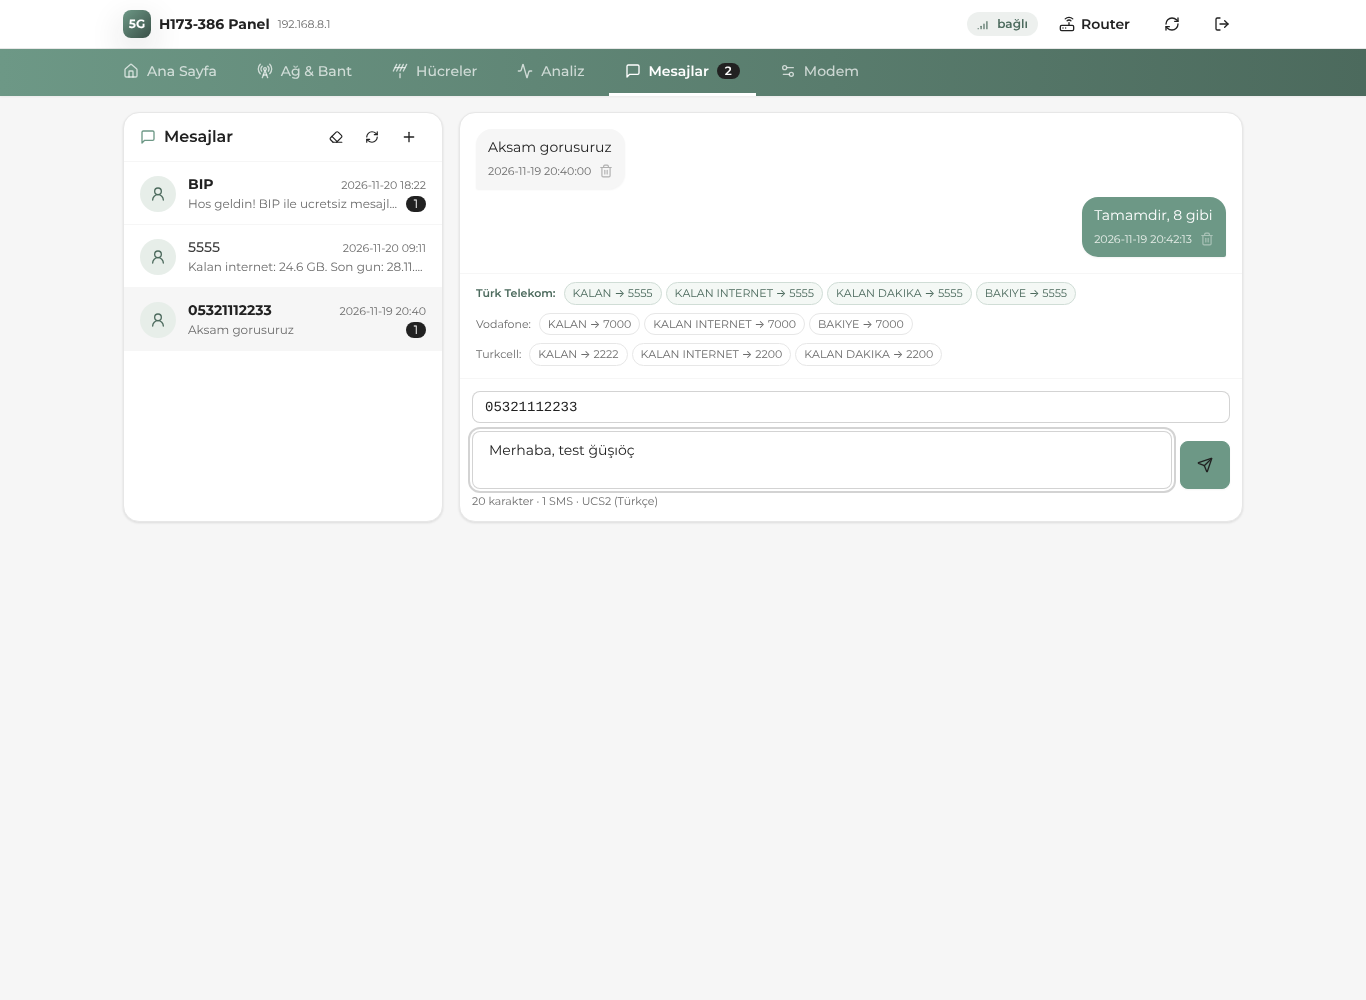 5G H173-386 Panel 192.168.8.1 bağlı Router
Ana Sayfa Ağ & Bant Hücreler Analiz Mesajlar 2 Modem
Mesajlar
BIP 2026-11-20 18:22
Hos geldin! BIP ile ucretsiz mesajl... 1
5555 2026-11-20 09:11
Kalan internet: 24.6 GB. Son gun: 28.11....
05321112233 2026-11-19 20:40
Aksam gorusuruz 1
Aksam gorusuruz
2026-11-19 20:40:00
Tamamdir, 8 gibi
2026-11-19 20:42:13
Türk Telekom: KALAN → 5555 KALAN INTERNET → 5555 KALAN DAKIKA → 5555 BAKIYE → 5555
Vodafone: KALAN → 7000 KALAN INTERNET → 7000 BAKIYE → 7000
Turkcell: KALAN → 2222 KALAN INTERNET → 2200 KALAN DAKIKA → 2200
05321112233
Merhaba, test ğüşıöç
20 karakter · 1 SMS · UCS2 (Türkçe)